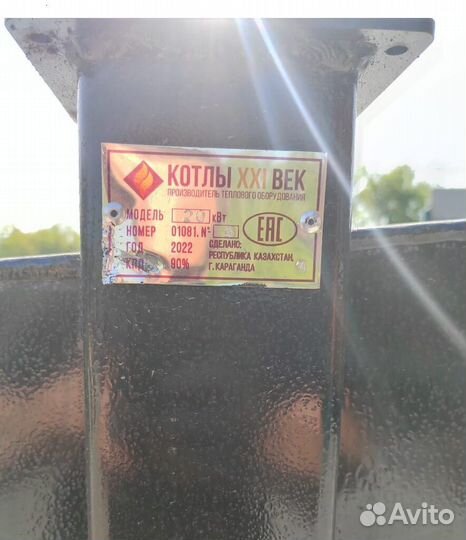 КОТЛЫ XXI ВЕК
ПРОИЗВОДИТЕЛЬ ТЕПЛОВОГО ОБОРУДОВАНИЯ
МОДЕЛЬ 20 кВт
НОМЕР 01081. №
ГОД 2022
КПД 90%
СДЕЛАНО:
РЕСПУБЛИКА КАЗАХСТАН,
Г. КАРАГАНДА
EAC
Avito